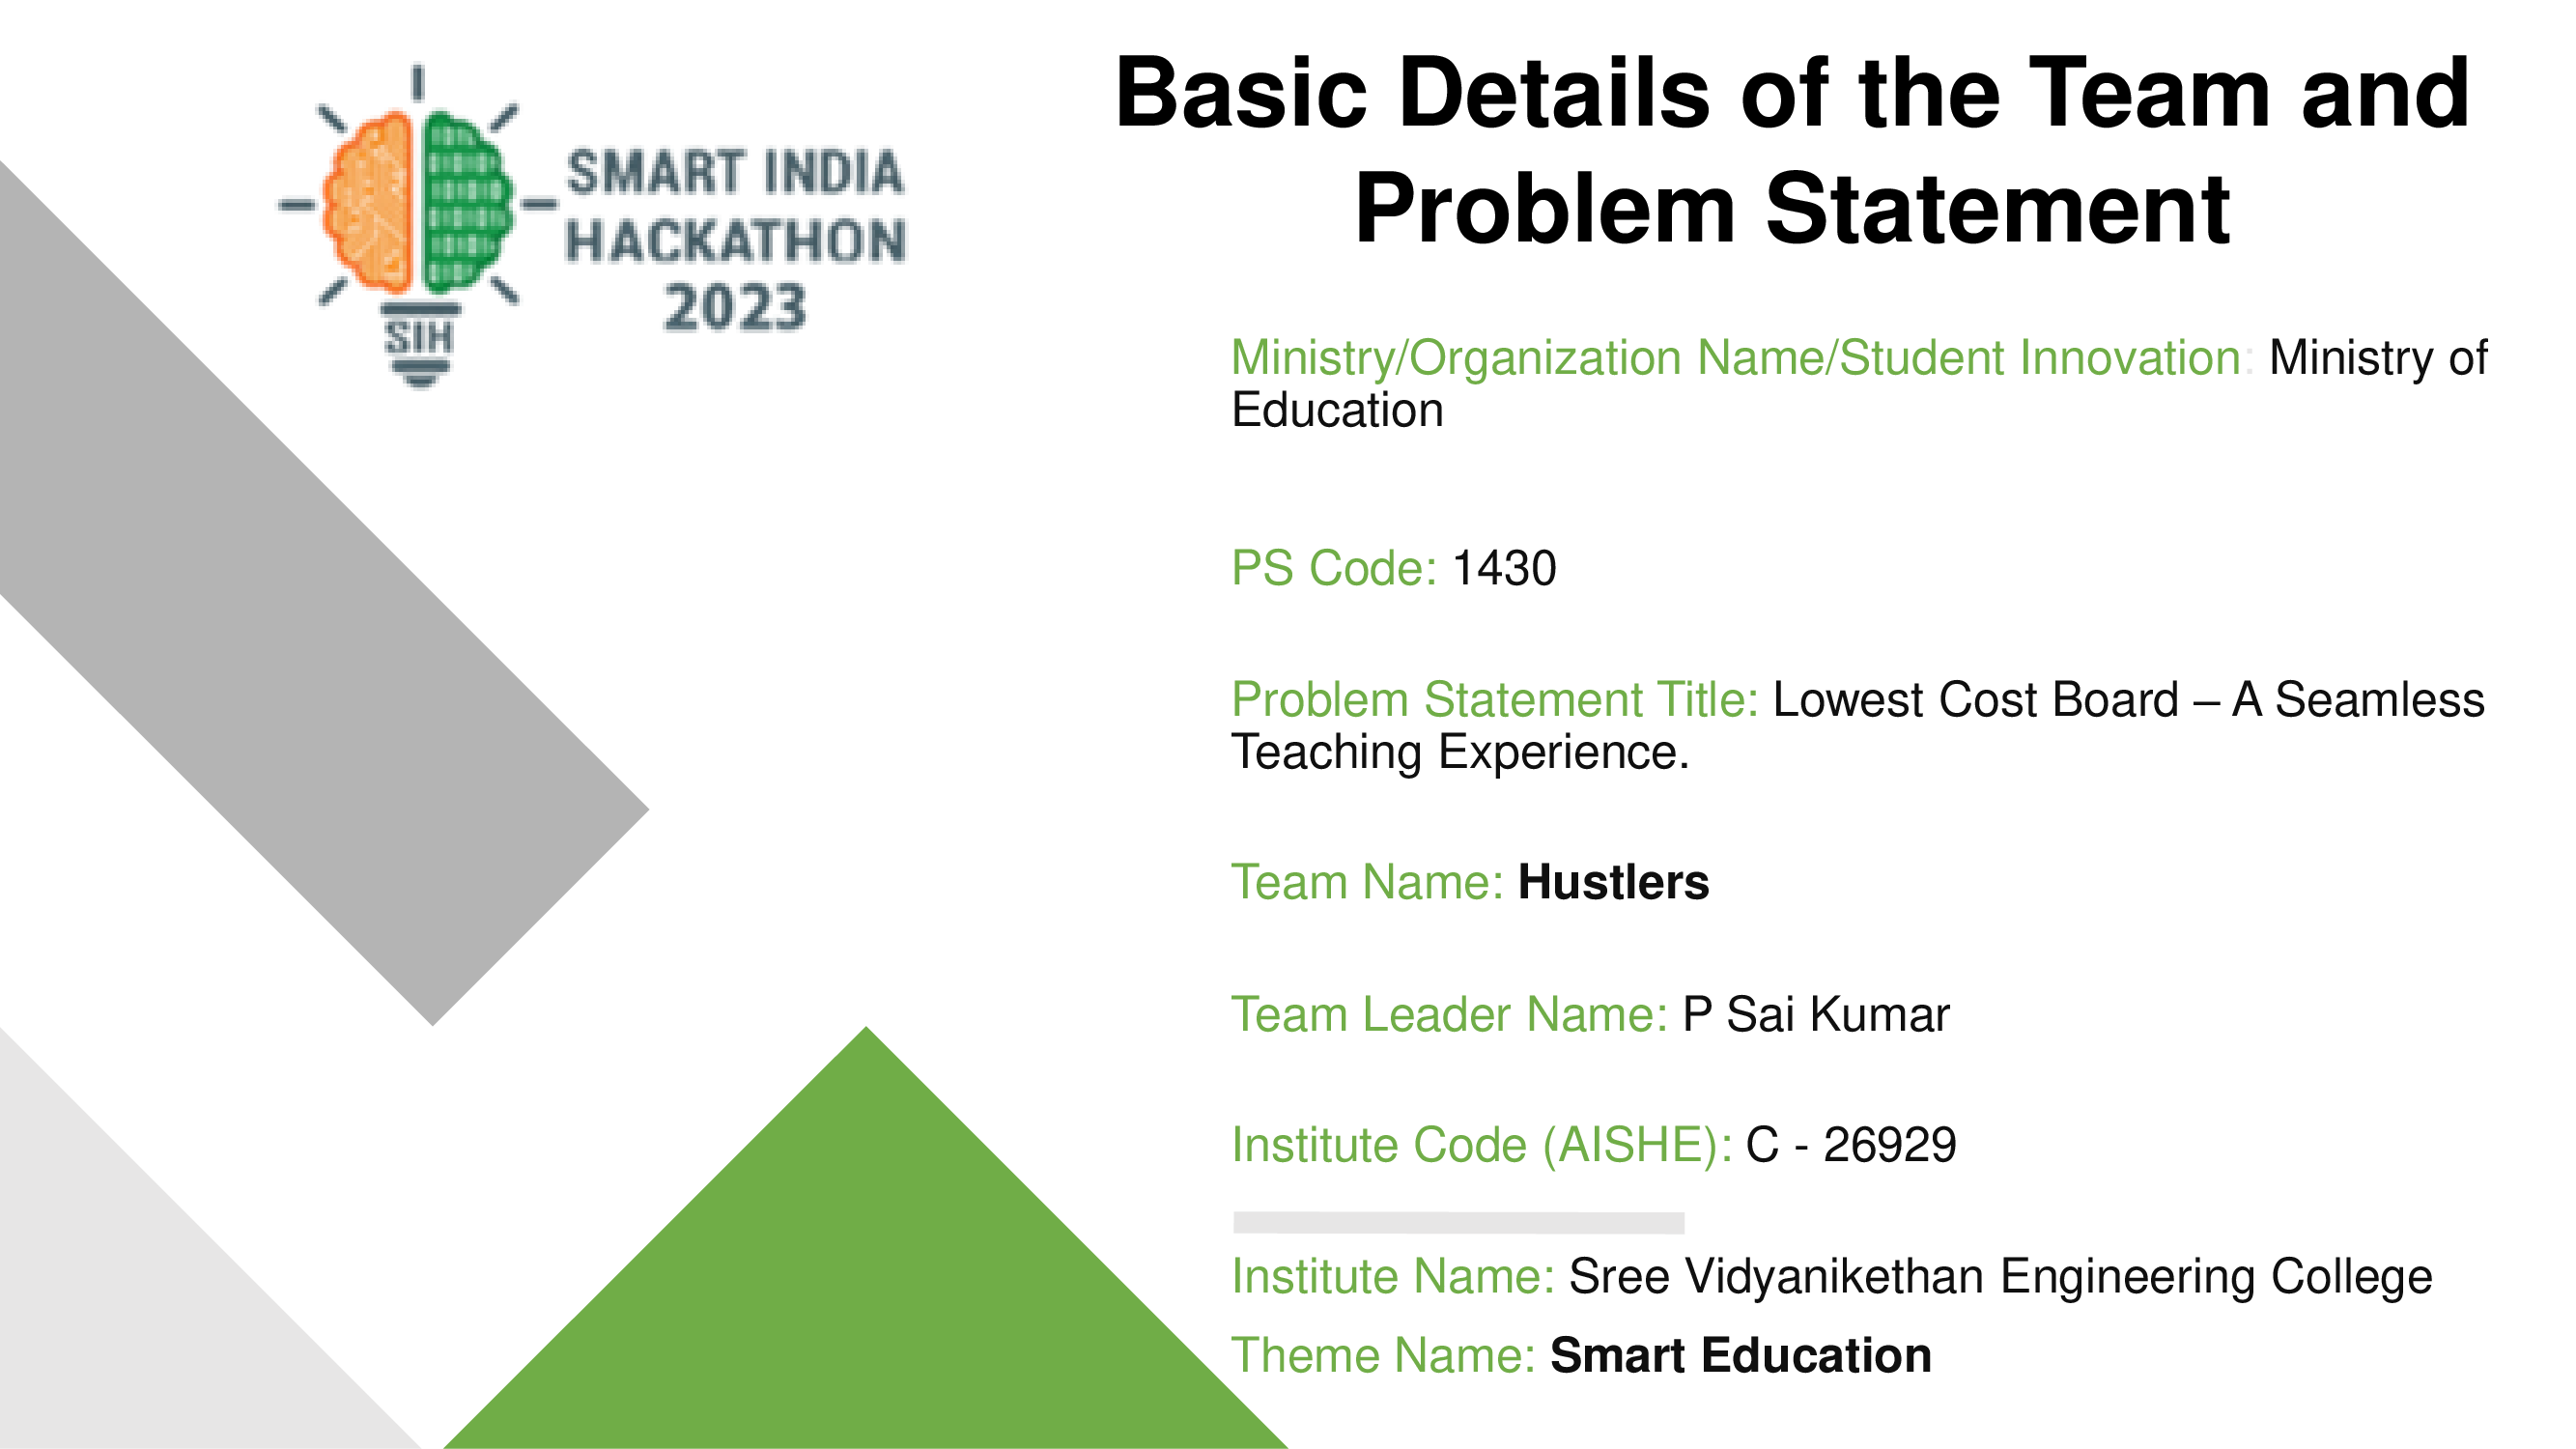 SMART INDIA
HACKATHON
2023
SIH
Basic Details of the Team and
Problem Statement
Ministry/Organization Name/Student Innovation: Ministry of
Education
PS Code: 1430
Problem Statement Title: Lowest Cost Board – A Seamless
Teaching Experience.
Team Name: Hustlers
Team Leader Name: P Sai Kumar
Institute Code (AISHE): C - 26929
Institute Name: Sree Vidyanikethan Engineering College
Theme Name: Smart Education